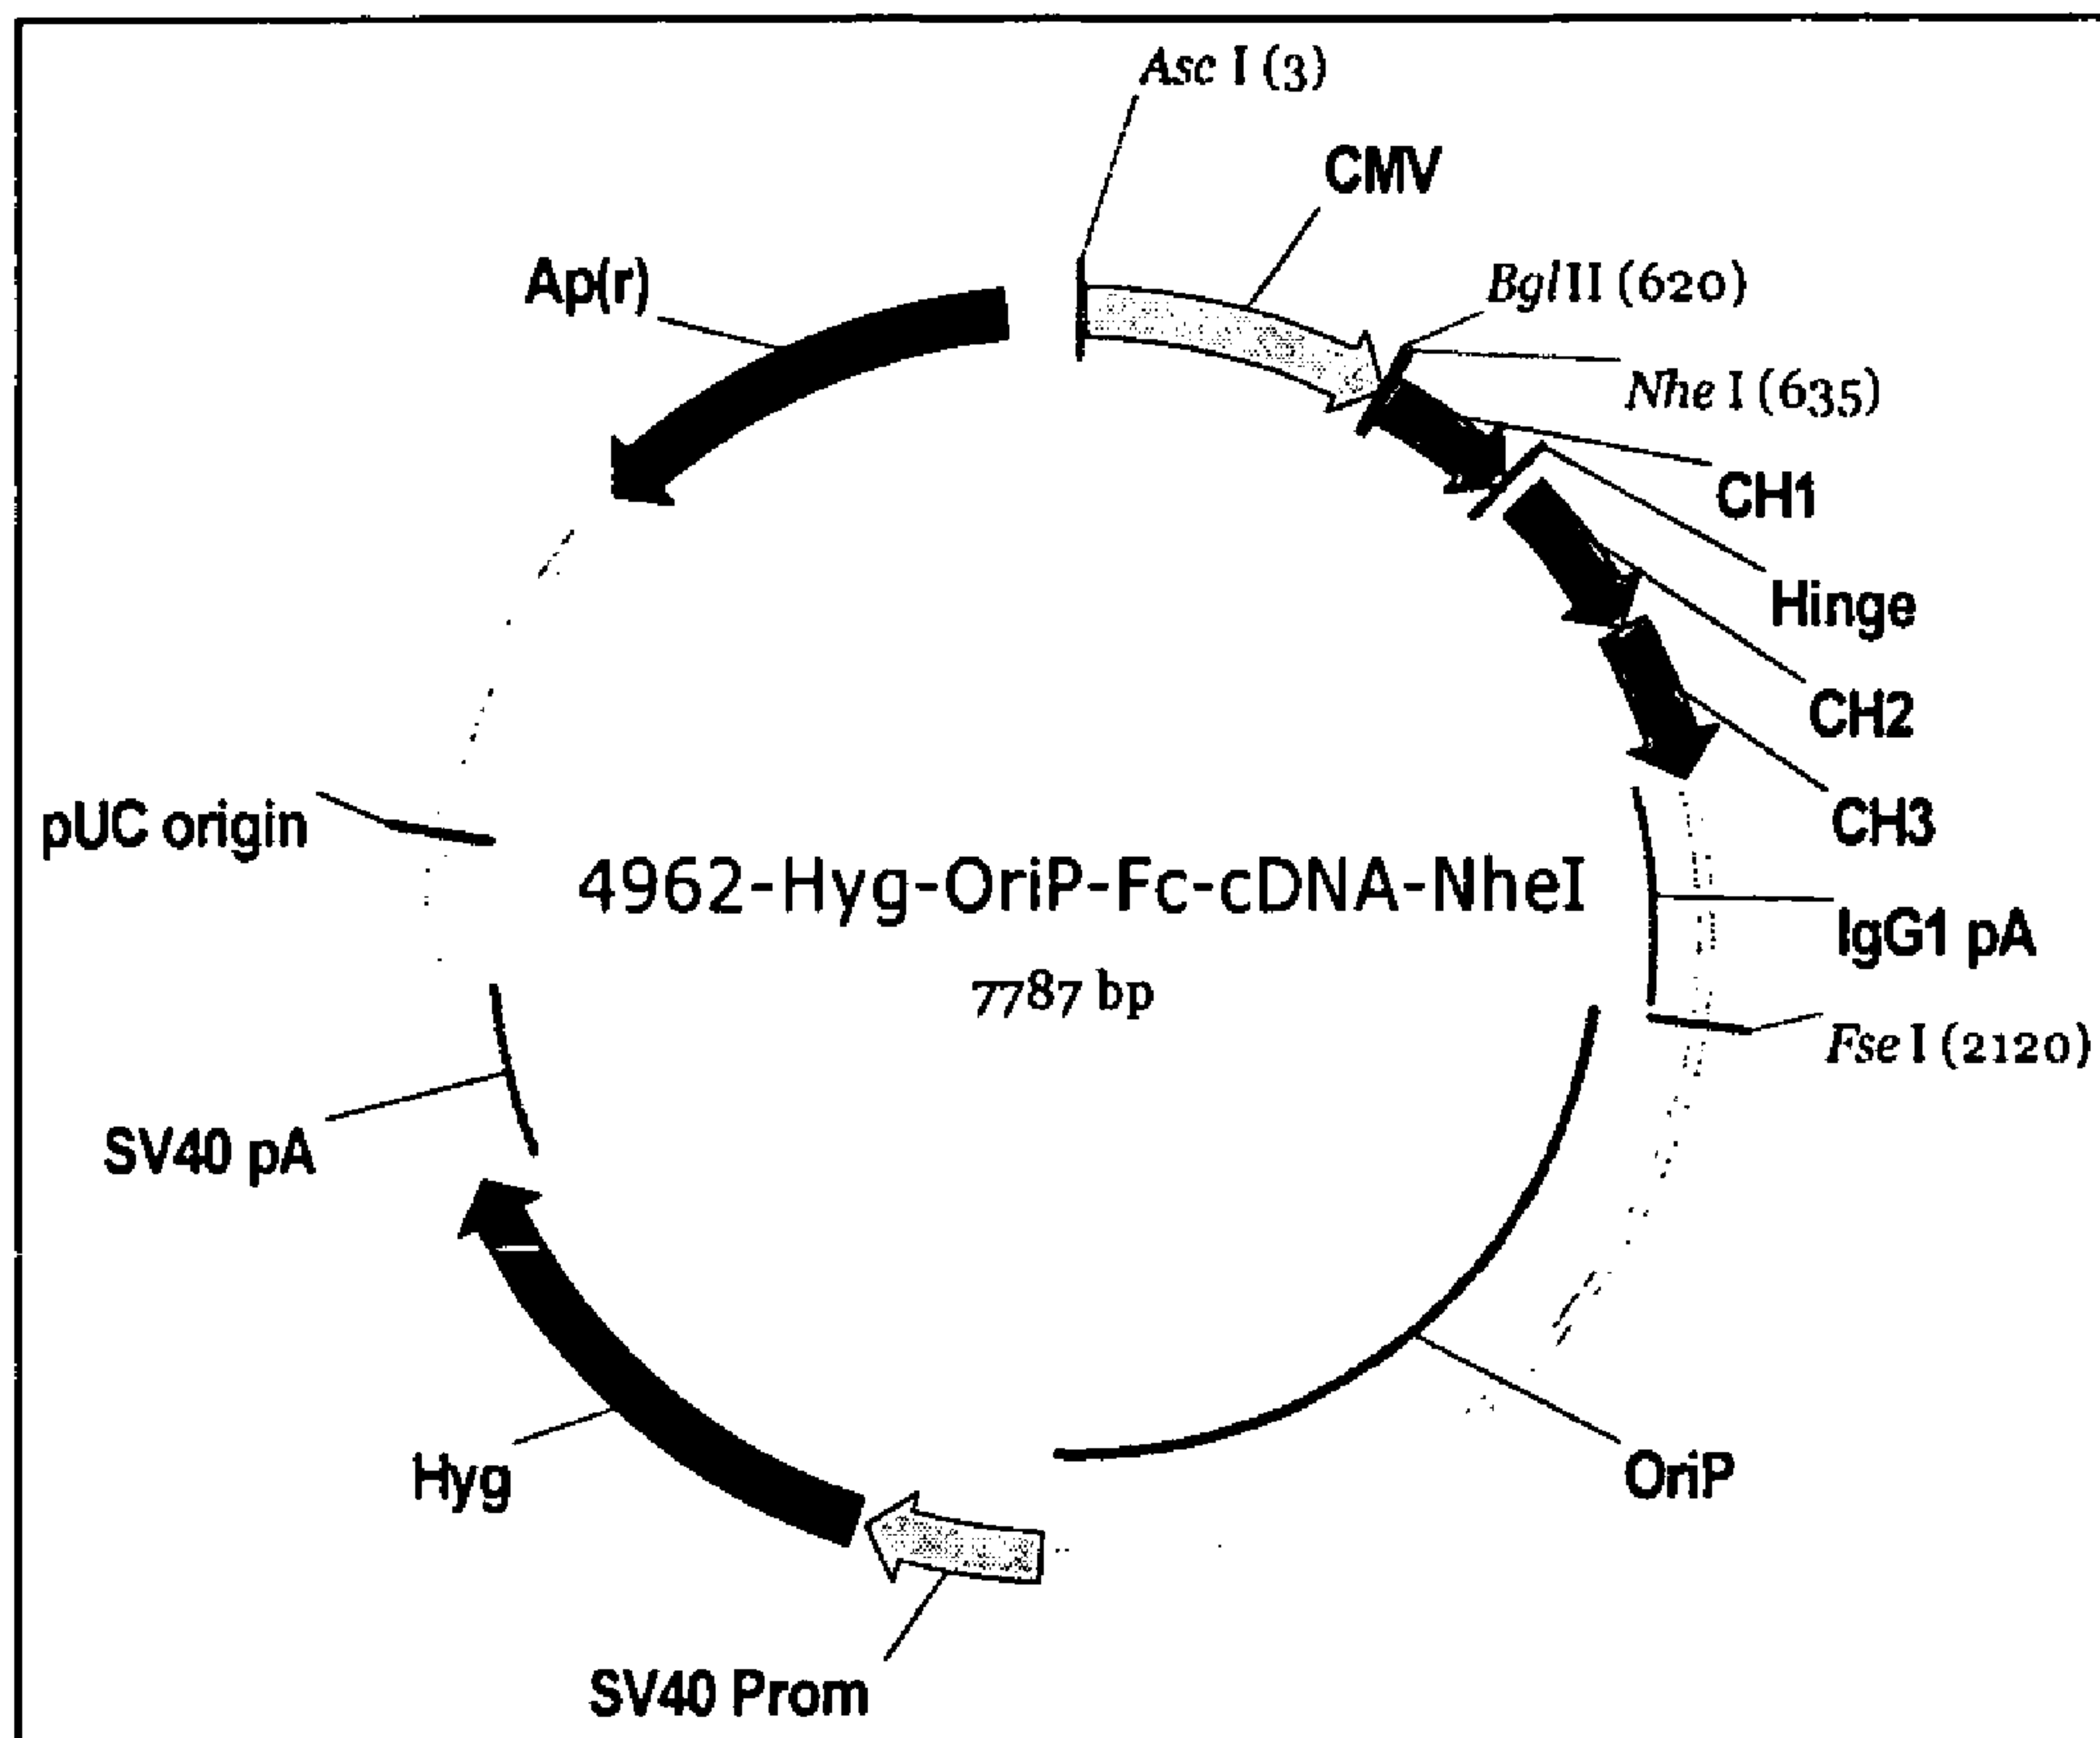 Asc I (3)
CMV
Ap(r)
Bgl II (620)
Nhe I (635)
CH1
Hinge
CH2
CH3
pUC origin
4962-Hyg-OriP-Fc-cDNA-NheI
IgG1 pA
7787 bp
Fse I (2120)
SV40 pA
Hyg
OriP
SV40 Prom